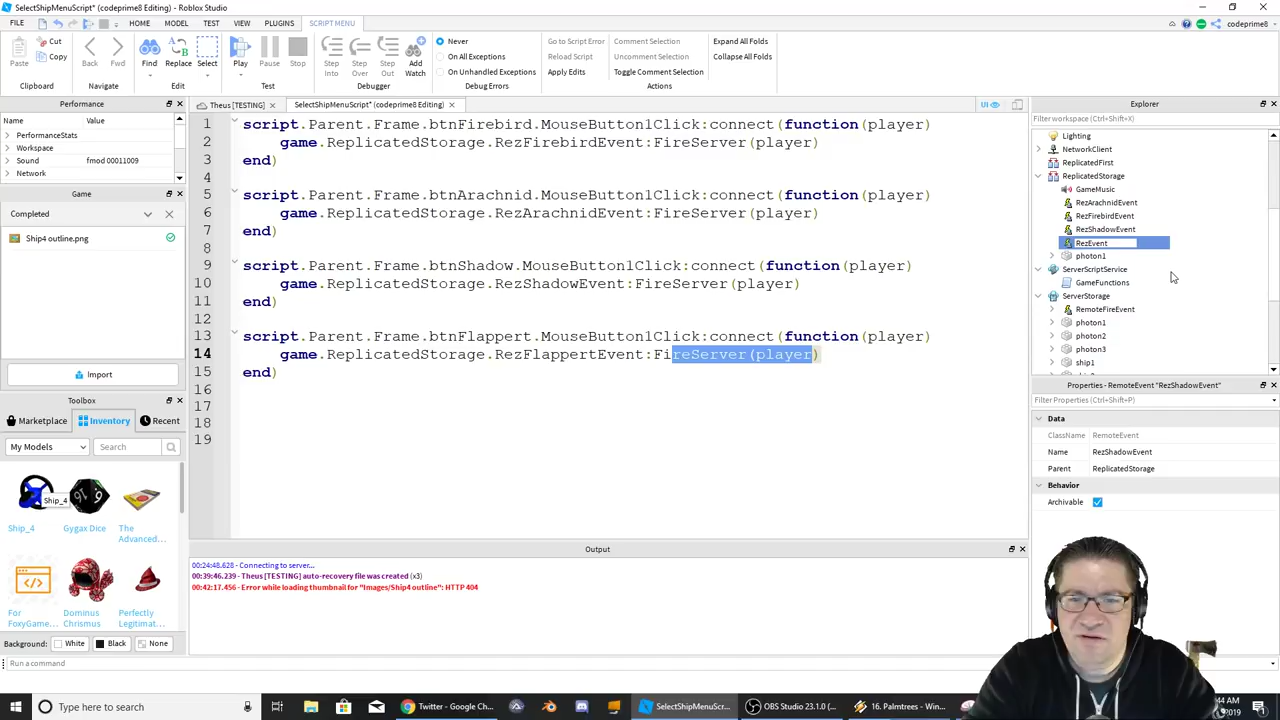 SelectShipMenuScript* (codeprime8 Editing) - Roblox Studio
FILE HOME MODEL TEST VIEW PLUGINS SCRIPT MENU codeprime8
Paste Cut Copy Back Fwd Find Replace Select Play Pause Stop Step Into Step Over Step Out Add Watch
Never
On All Exceptions
On Unhandled Exceptions
Go to Script Error
Reload Script
Apply Edits
Comment Selection
Uncomment Selection
Toggle Comment Selection
Expand All Folds
Collapse All Folds
Clipboard Navigate Edit Test Debugger Debug Errors Actions
Performance
Name Value
PerformanceStats
Workspace
Sound fmod 00011009
Network
Game
Completed
Ship4 outline.png
Import
Toolbox
Marketplace Inventory Recent
My Models Search
Ship_4
Ship_4 Gygax Dice The Advanced...
For FoxyGame... Dominus Chrismus Perfectly Legitimat...
Background: White Black None
Theus [TESTING] SelectShipMenuScript* (codeprime8 Editing) UI
1 script.Parent.Frame.btnFirebird.MouseButton1Click:connect(function(player)
2 game.ReplicatedStorage.RezFirebirdEvent:FireServer(player)
3 end)
4
5 script.Parent.Frame.btnArachnid.MouseButton1Click:connect(function(player)
6 game.ReplicatedStorage.RezArachnidEvent:FireServer(player)
7 end)
8
9 script.Parent.Frame.btnShadow.MouseButton1Click:connect(function(player)
10 game.ReplicatedStorage.RezShadowEvent:FireServer(player)
11 end)
12
13 script.Parent.Frame.btnFlappert.MouseButton1Click:connect(function(player)
14 game.ReplicatedStorage.RezFlappertEvent:FireServer(player)
15 end)
16
17
18
19
Output
00:24:48.628 - Connecting to server...
00:39:46.239 - Theus [TESTING] auto-recovery file was created (x3)
00:42:17.456 - Error while loading thumbnail for "Images/Ship4 outline": HTTP 404
Explorer
Filter workspace (Ctrl+Shift+X)
Lighting
NetworkClient
ReplicatedFirst
ReplicatedStorage
GameMusic
RezArachnidEvent
RezFirebirdEvent
RezShadowEvent
RezEvent
photon1
ServerScriptService
GameFunctions
ServerStorage
RemoteFireEvent
photon1
photon2
photon3
ship1
Properties - RemoteEvent "RezShadowEvent"
Filter Properties (Ctrl+Shift+P)
Data
ClassName RemoteEvent
Name RezShadowEvent
Parent ReplicatedStorage
Behavior
Archivable
Run a command
Type here to search
Twitter - Google Ch...
SelectShipMenuScr...
OBS Studio 23.1.0 (...
16. Palmtrees - Win...